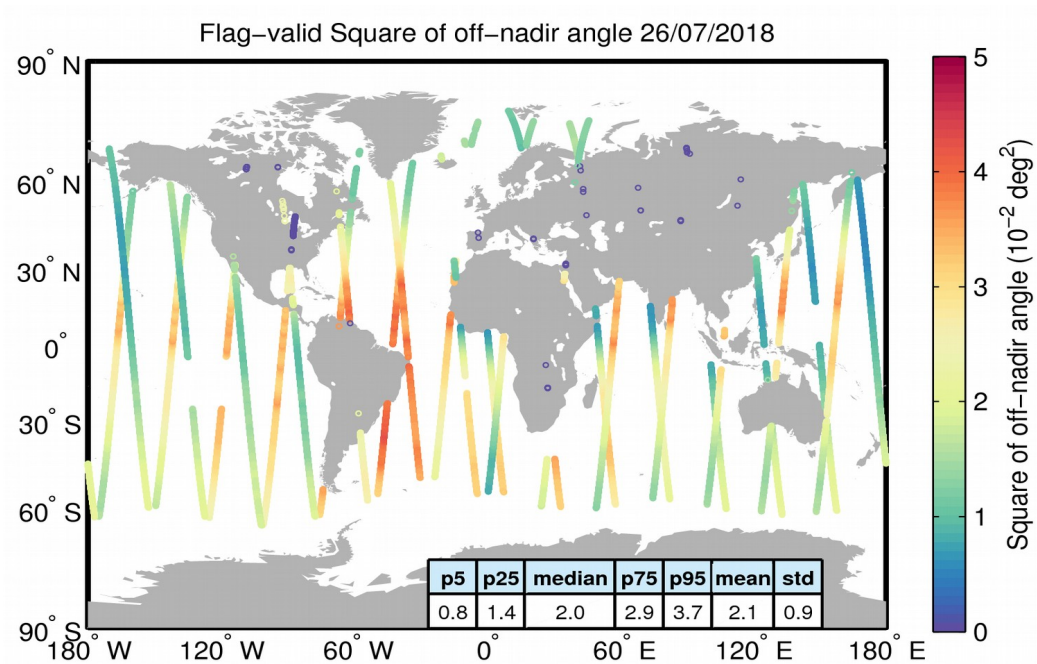 Flag−valid Square of off−nadir angle 26/07/2018
90° N
60° N
30° N
0°
30° S
60° S
90° S
180° W
120° W
60° W
0°
60° E
120° E
180° E
p5 p25 median p75 p95 mean std
0.8 1.4 2.0 2.9 3.7 2.1 0.9
5
4
3
2
1
0
Square of off−nadir angle (10⁻² deg²)